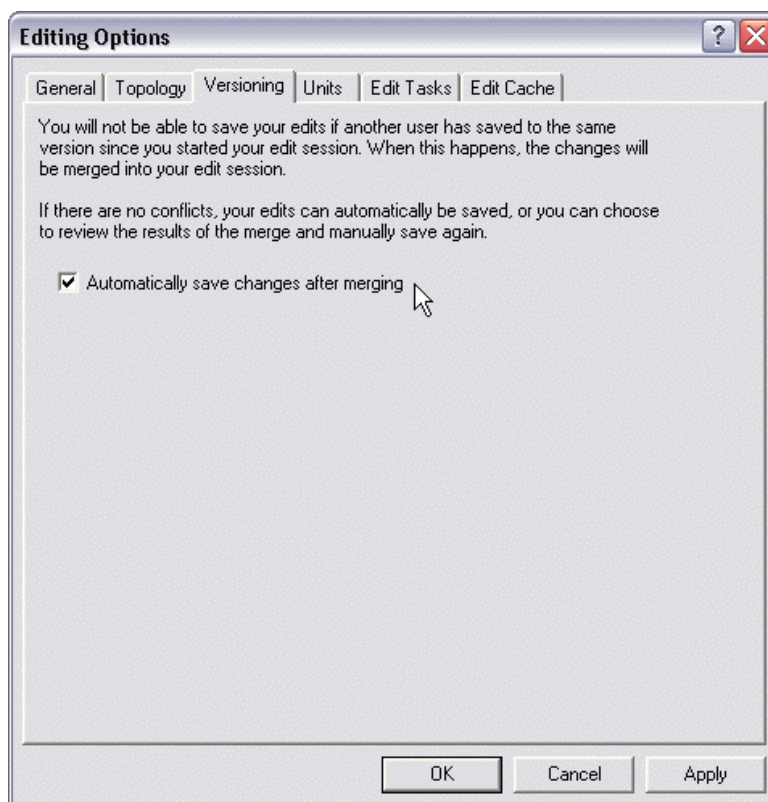 Editing Options
General Topology Versioning Units Edit Tasks Edit Cache
You will not be able to save your edits if another user has saved to the same
version since you started your edit session. When this happens, the changes will
be merged into your edit session.
If there are no conflicts, your edits can automatically be saved, or you can choose
to review the results of the merge and manually save again.
Automatically save changes after merging
OK Cancel Apply